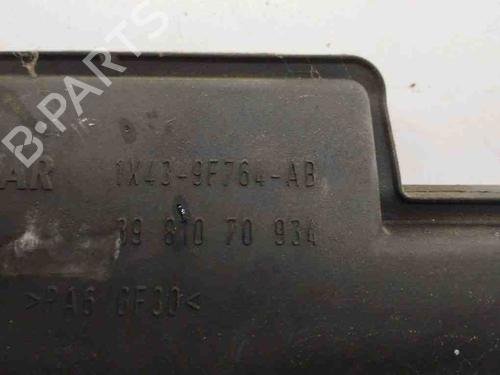 B-PARTS
AR 1X43-9F764-AB
39 810 70 934
>PA6 GF30<